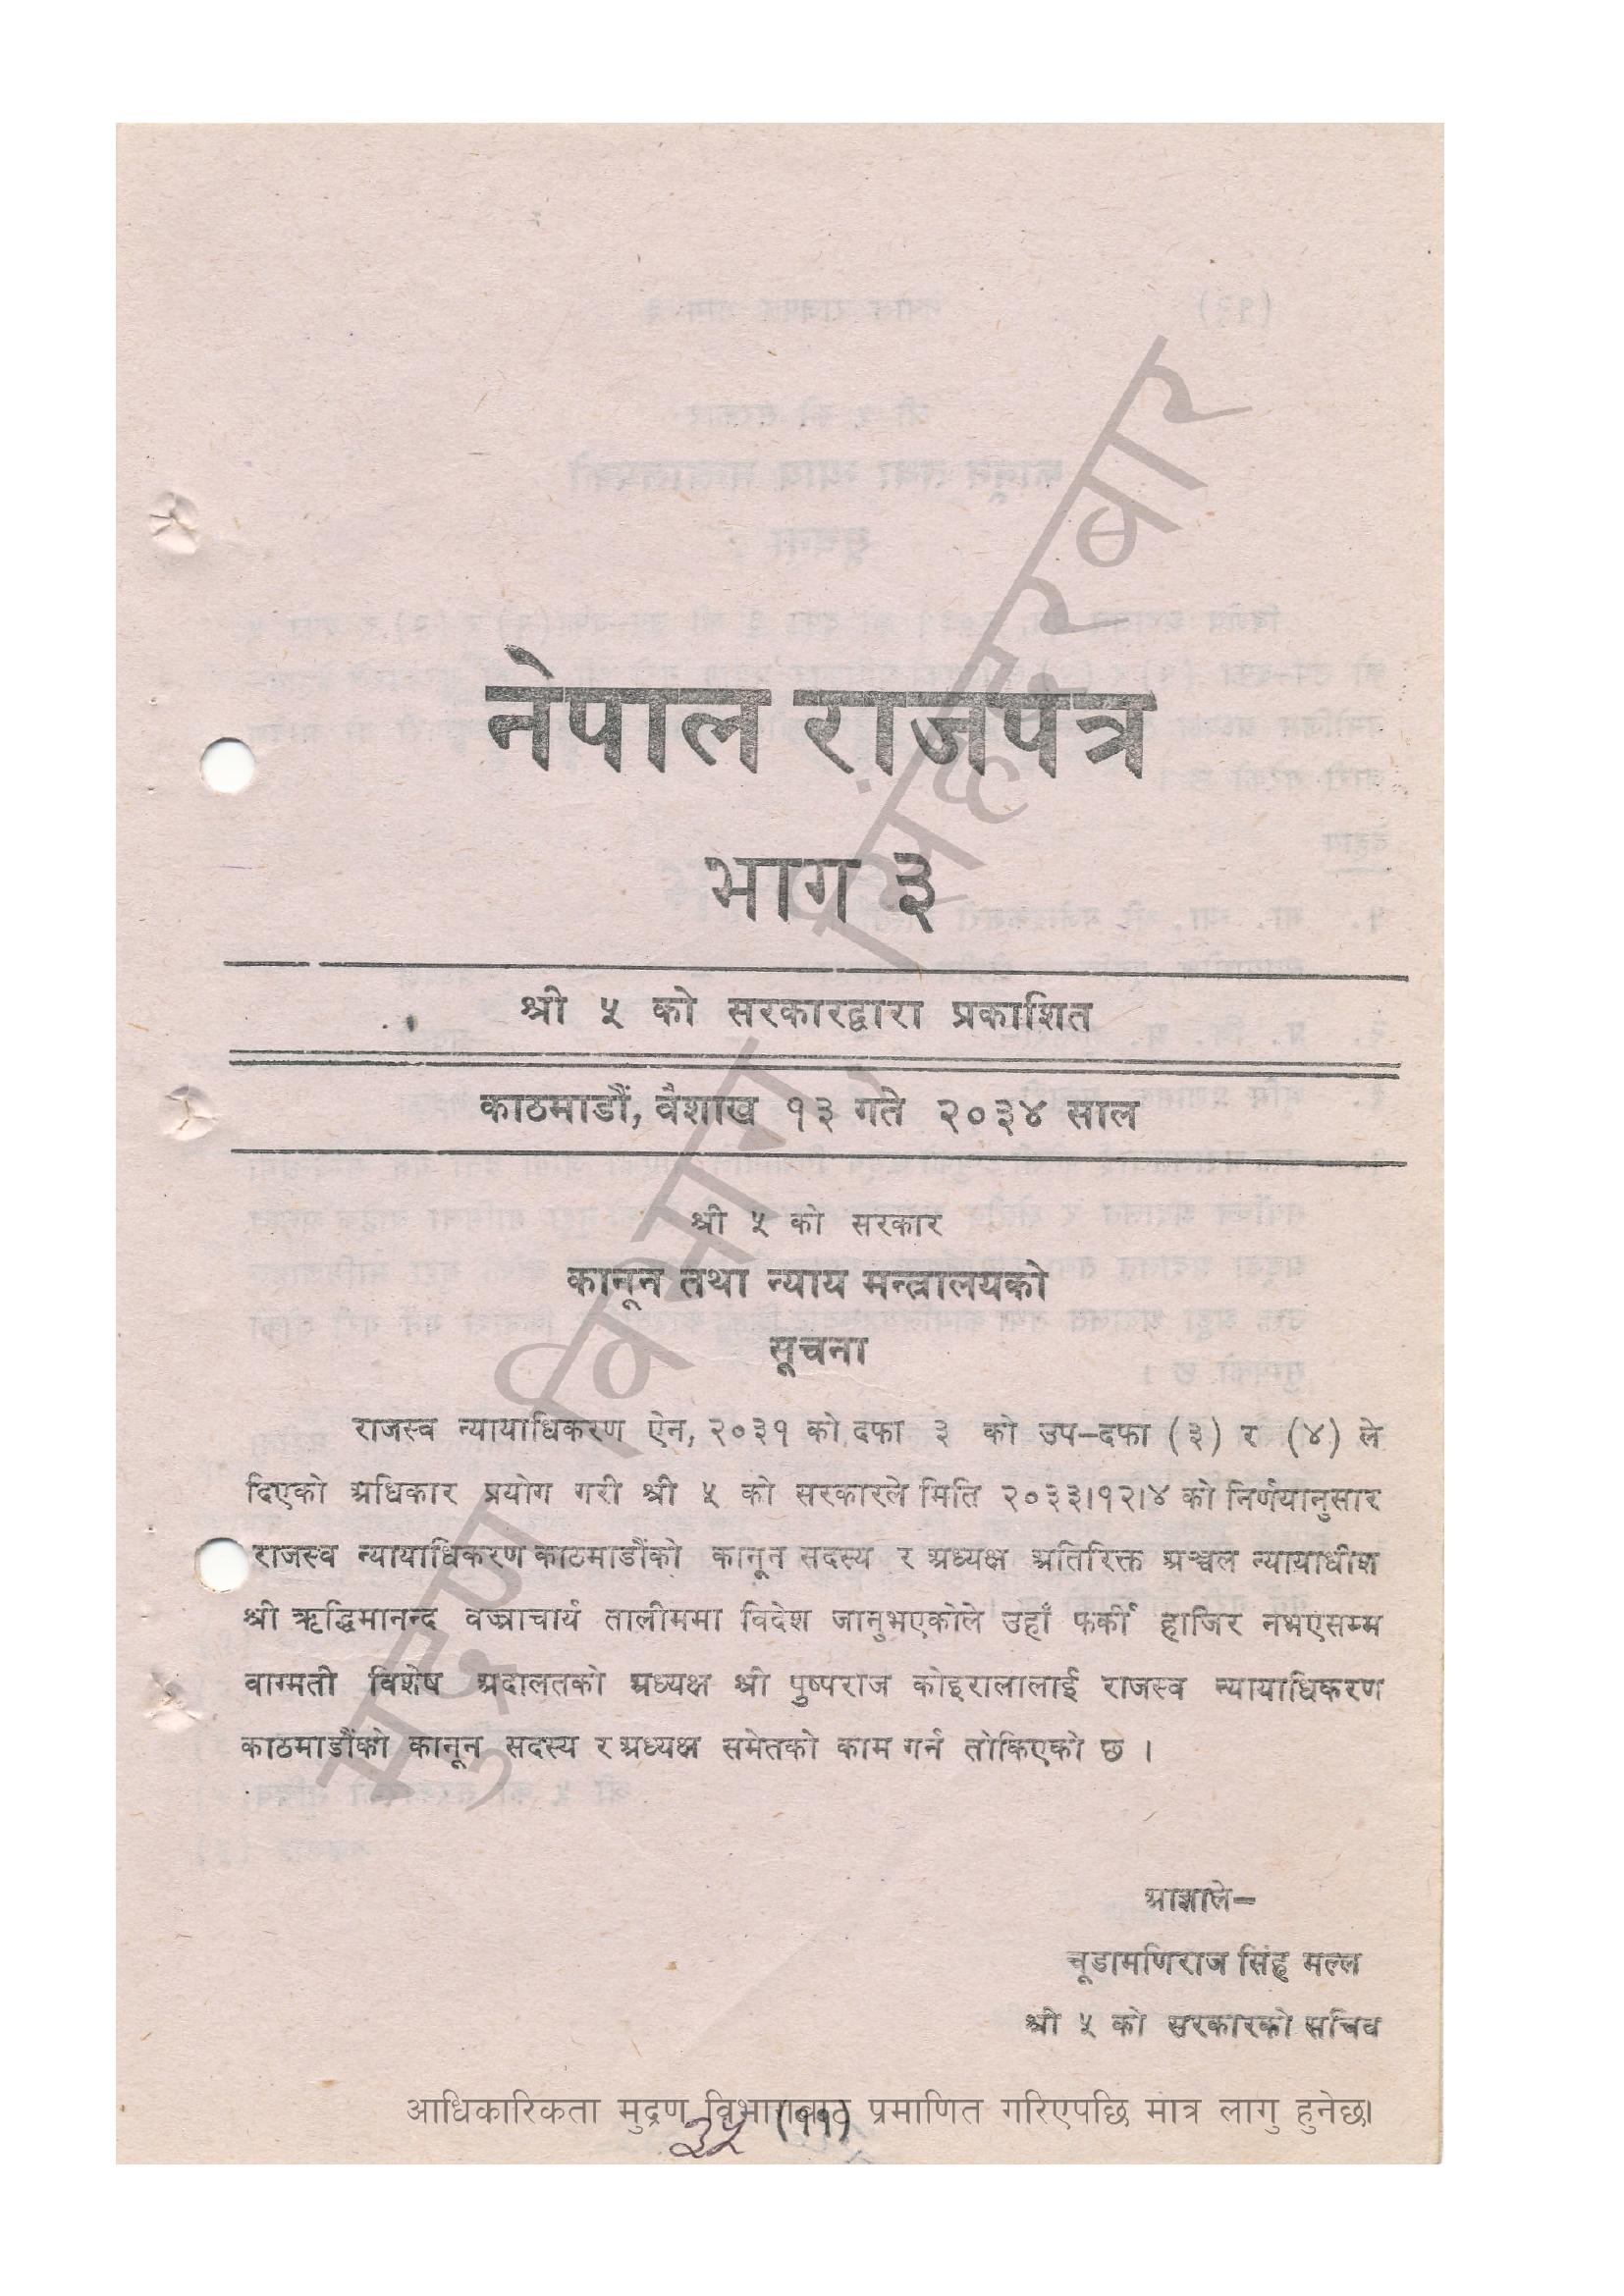 नेपाल राजपत्र
भाग ३
श्री ५ को सरकारद्वारा प्रकाशित
काठमाडौं, वैशाख १३ गते २०३४ साल
श्री ५ को सरकार
कानून तथा न्याय मन्त्रालयको
सूचना
राजस्व न्यायाधिकरण ऐन, २०३१ को दफा ३ को उप-दफा (३) र (४) ले
दिएको अधिकार प्रयोग गरी श्री ५ को सरकारले मिति २०३३।१२।४ को निर्णयानुसार
राजस्व न्यायाधिकरण काठमाडौंको कानून सदस्य र अध्यक्ष अतिरिक्त अञ्चल न्यायाधीश
श्री ऋद्धिमानन्द वज्राचार्य तालीममा विदेश जानुभएकोले उहाँ फर्की हाजिर नभएसम्म
वाग्मती विशेष अदालतको अध्यक्ष श्री पुष्पराज कोइरालालाई राजस्व न्यायाधिकरण
काठमाडौंको कानून सदस्य र अध्यक्ष समेतको काम गर्न तोकिएको छ ।
आज्ञाले-
चूडामणिराज सिंह मल्ल
श्री ५ को सरकारको सचिव
आधिकारिकता मुद्रण विभागबाट प्रमाणित गरिएपछि मात्र लागु हुनेछ।
३५ (११)